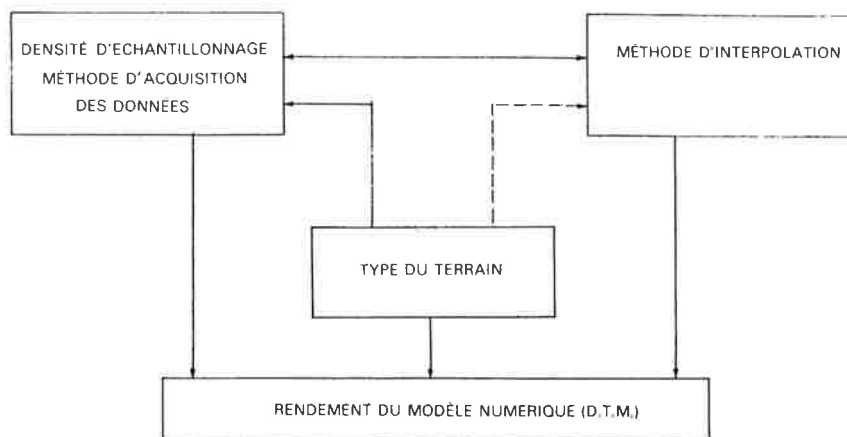 DENSITÉ D'ECHANTILLONNAGE
MÉTHODE D'ACQUISITION
DES DONNÉES
MÉTHODE D'INTERPOLATION
TYPE DU TERRAIN
RENDEMENT DU MODÈLE NUMERIQUE (D.T.M.)